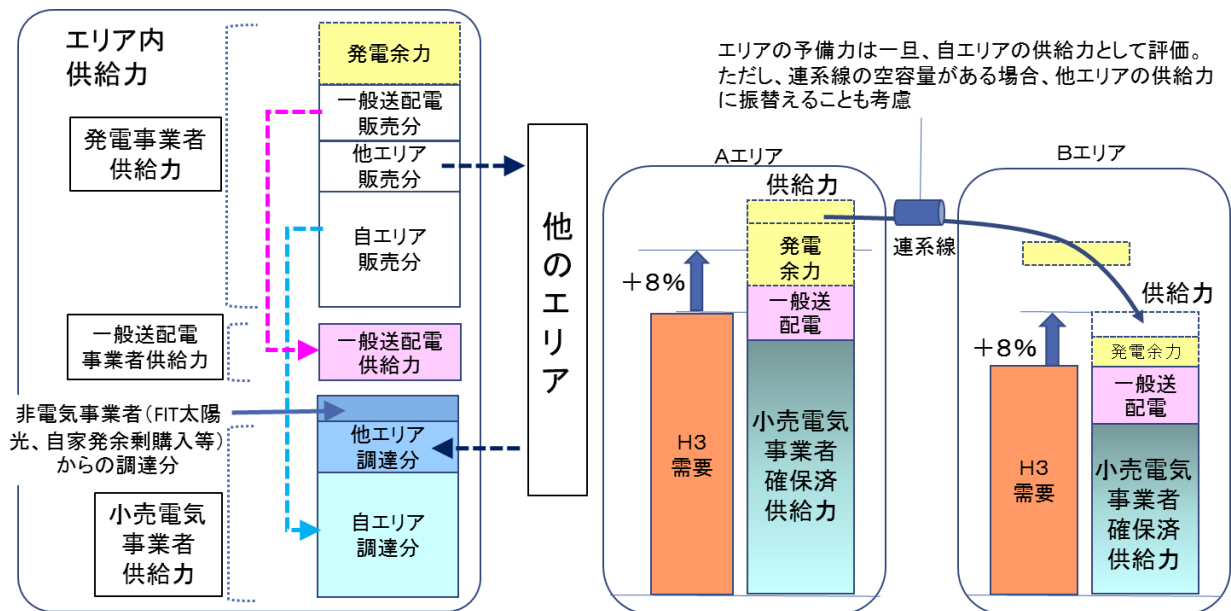 エリア内
供給力
発電事業者
供給力
発電余力
一般送配電
販売分
他エリア
販売分
自エリア
販売分
一般送配電
事業者供給力
一般送配電
供給力
非電気事業者(FIT太陽
光、自家発余剰購入等)
からの調達分
他エリア
調達分
自エリア
調達分
小売電気
事業者
供給力
他のエリア
エリアの予備力は一旦、自エリアの供給力として評価。
ただし、連系線の空容量がある場合、他エリアの供給力
に振替えることも考慮
Aエリア
供給力
発電
余力
+8%
一般送
配電
H3
需要
小売電気
事業者
確保済
供給力
連系線
Bエリア
供給力
+8%
発電余力
一般送
配電
H3
需要
小売電気
事業者
確保済
供給力